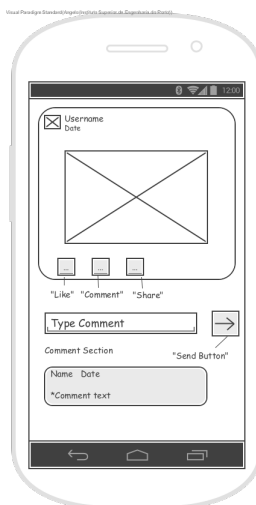 Visual Paradigm Standard(Angelo(Instituto Superior de Engenharia do Porto))
12:00
Username
Date
... ... ...
"Like" "Comment" "Share"
Type Comment
"Send Button"
Comment Section
Name Date
*Comment text